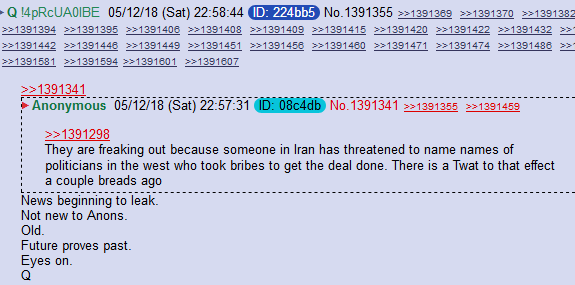 Q !4pRcUA0lBE 05/12/18 (Sat) 22:58:44 ID: 224bb5 No.1391355 >>1391369 >>1391370 >>1391382
>>1391394 >>1391395 >>1391406 >>1391408 >>1391409 >>1391415 >>1391420 >>1391422 >>1391432 >>
>>1391442 >>1391446 >>1391449 >>1391451 >>1391456 >>1391460 >>1391471 >>1391474 >>1391486 >>
>>1391581 >>1391594 >>1391601 >>1391607
>>1391341
Anonymous 05/12/18 (Sat) 22:57:31 ID: 08c4db No.1391341 >>1391355 >>1391459
>>1391298
They are freaking out because someone in Iran has threatened to name names of
politicians in the west who took bribes to get the deal done. There is a Twat to that effect
a couple breads ago
News beginning to leak.
Not new to Anons.
Old.
Future proves past.
Eyes on.
Q